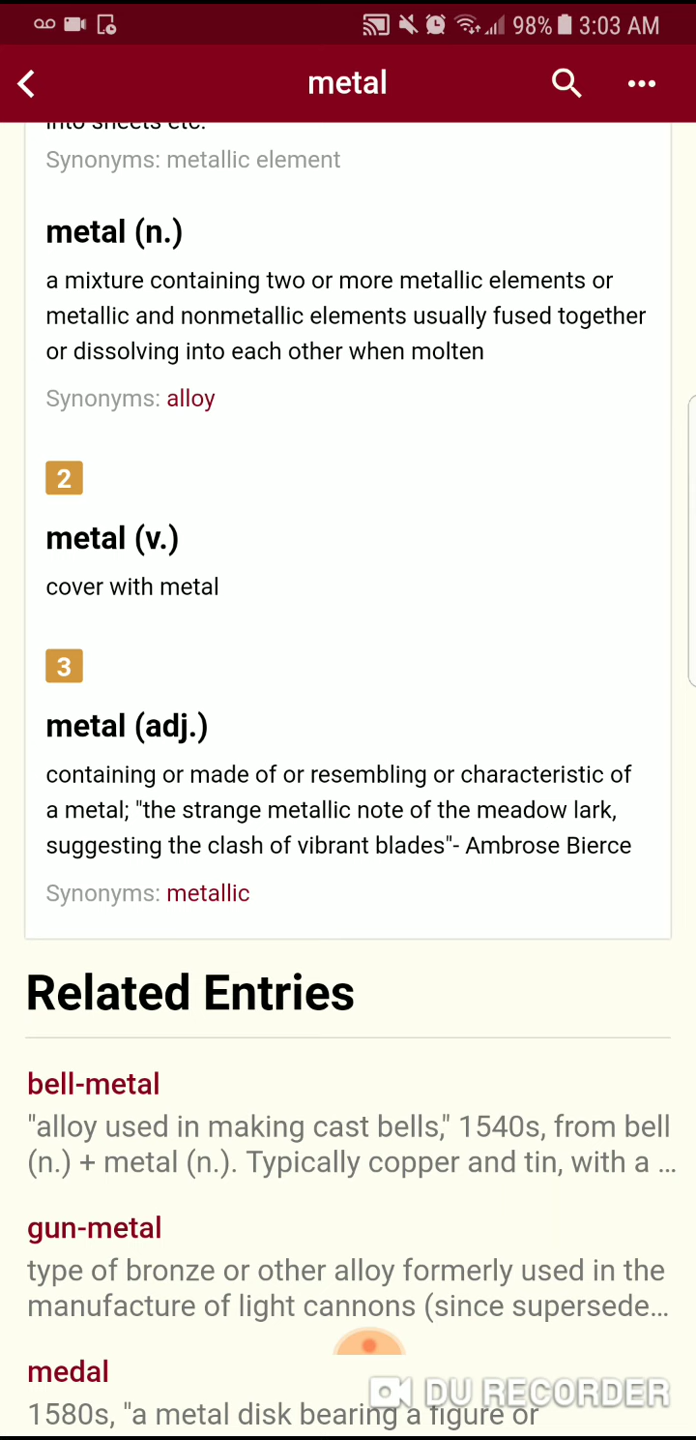 98% 3:03 AM
metal
into sheets etc.
Synonyms: metallic element
metal (n.)
a mixture containing two or more metallic elements or
metallic and nonmetallic elements usually fused together
or dissolving into each other when molten
Synonyms: alloy
2
metal (v.)
cover with metal
3
metal (adj.)
containing or made of or resembling or characteristic of
a metal; "the strange metallic note of the meadow lark,
suggesting the clash of vibrant blades"- Ambrose Bierce
Synonyms: metallic
Related Entries
bell-metal
"alloy used in making cast bells," 1540s, from bell
(n.) + metal (n.). Typically copper and tin, with a ...
gun-metal
type of bronze or other alloy formerly used in the
manufacture of light cannons (since supersede...
medal
DU RECORDER
1580s, "a metal disk bearing a figure or